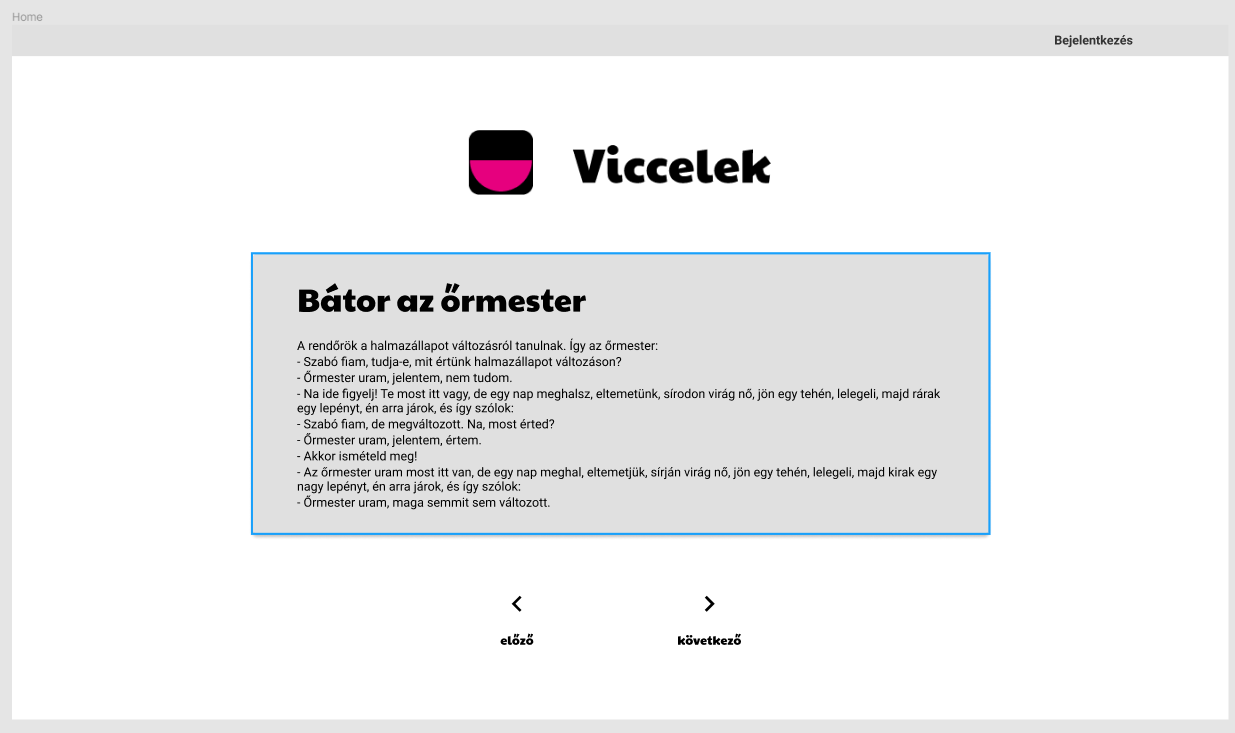 Home
Bejelentkezés
Viccelek
Bátor az őrmester
A rendőrök a halmazállapot változásról tanulnak. Így az őrmester:
- Szabó fiam, tudja-e, mit értünk halmazállapot változáson?
- Őrmester uram, jelentem, nem tudom.
- Na ide figyelj! Te most itt vagy, de egy nap meghalsz, eltemetünk, sírodon virág nő, jön egy tehén, lelegeli, majd rárak
egy lepényt, én arra járok, és így szólok:
- Szabó fiam, de megváltozott. Na, most érted?
- Őrmester uram, jelentem, értem.
- Akkor ismételd meg!
- Az őrmester uram most itt van, de egy nap meghal, eltemetjük, sírján virág nő, jön egy tehén, lelegeli, majd kirak egy
nagy lepényt, én arra járok, és így szólok:
- Őrmester uram, maga semmit sem változott.
előző
következő